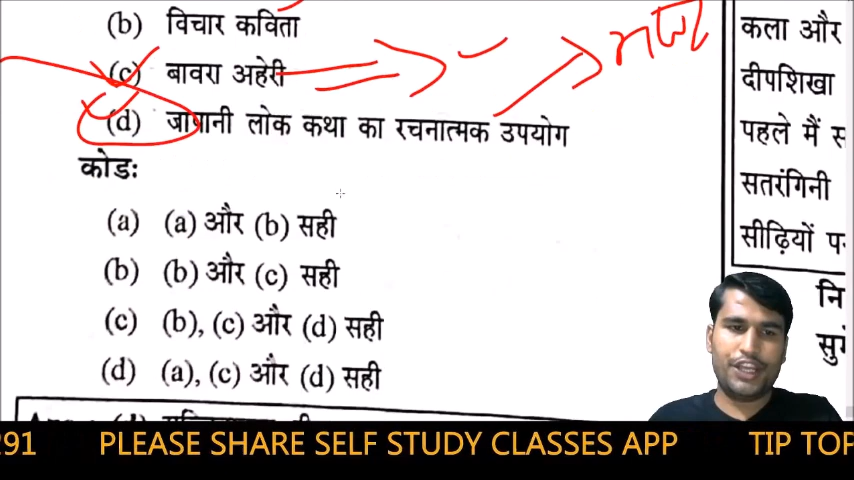 (b) विचार कविता
(c) बावरा अहेरी
(d) जापानी लोक कथा का रचनात्मक उपयोग
कोडः
(a) (a) और (b) सही
(b) (b) और (c) सही
(c) (b), (c) और (d) सही
(d) (a), (c) और (d) सही
कला और
दीपशिखा
पहले मैं स
सतरंगिनी
सीढ़ियों प
नि
291 PLEASE SHARE SELF STUDY CLASSES APP TIP TOP